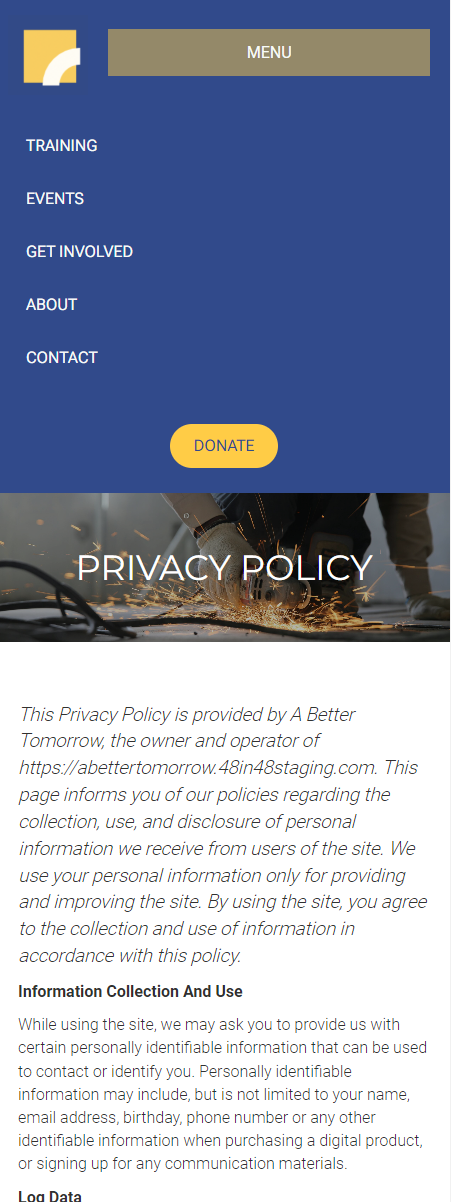 MENU
TRAINING
EVENTS
GET INVOLVED
ABOUT
CONTACT
DONATE
PRIVACY POLICY
This Privacy Policy is provided by A Better
Tomorrow, the owner and operator of
https://abettertomorrow.48in48staging.com. This
page informs you of our policies regarding the
collection, use, and disclosure of personal
information we receive from users of the site. We
use your personal information only for providing
and improving the site. By using the site, you agree
to the collection and use of information in
accordance with this policy.
Information Collection And Use
While using the site, we may ask you to provide us with
certain personally identifiable information that can be used
to contact or identify you. Personally identifiable
information may include, but is not limited to your name,
email address, birthday, phone number or any other
identifiable information when purchasing a digital product,
or signing up for any communication materials.
Log Data